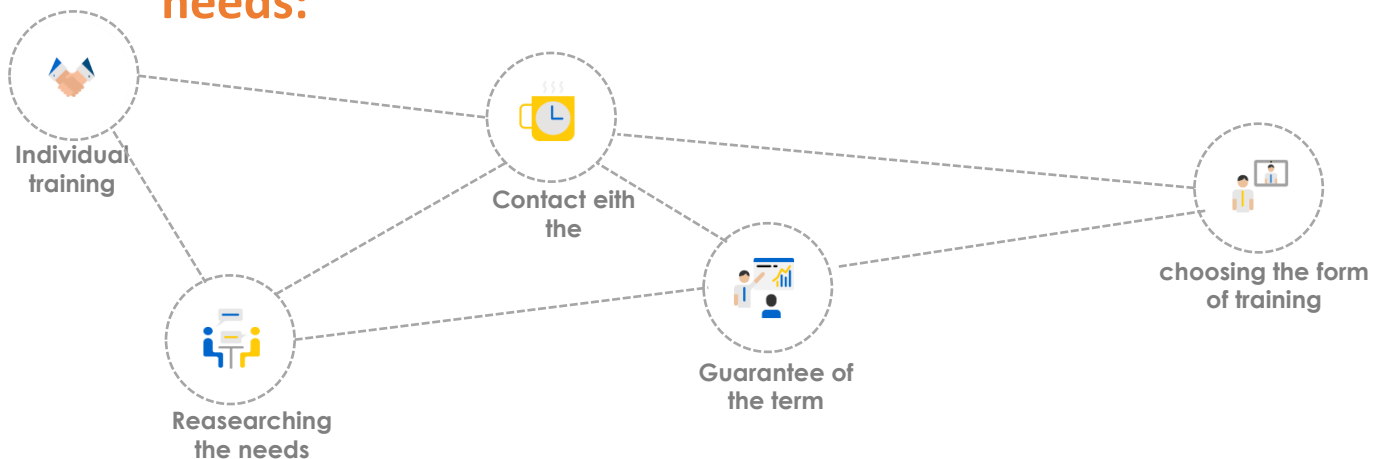 needs:
Individual
training
Contact eith
the
Reasearching
the needs
Guarantee of
the term
choosing the form
of training